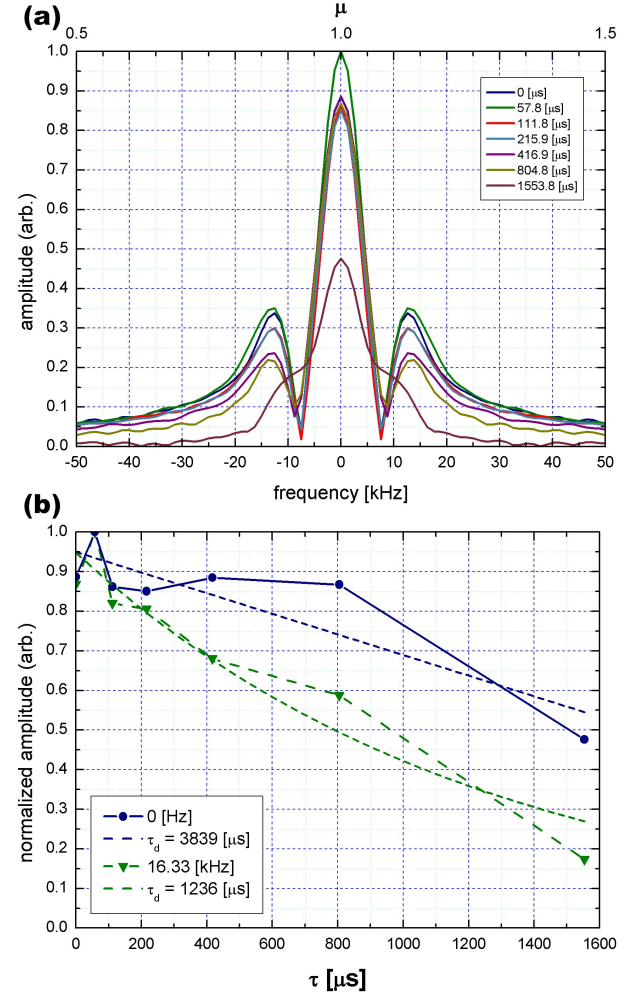 (a)
μ
0.5 1.0 1.5
1.0
0.9
0.8
0.7
0.6
0.5
0.4
0.3
0.2
0.1
0.0
amplitude (arb.)
0 [μs]
57.8 [μs]
111.8 [μs]
215.9 [μs]
416.9 [μs]
804.8 [μs]
1553.8 [μs]
-50 -40 -30 -20 -10 0 10 20 30 40 50
frequency [kHz]
(b)
1.0
0.9
0.8
0.7
0.6
0.5
0.4
0.3
0.2
0.1
0.0
normalized amplitude (arb.)
0 [Hz]
τd = 3839 [μs]
16.33 [kHz]
τd = 1236 [μs]
0 200 400 600 800 1000 1200 1400 1600
τ [μs]